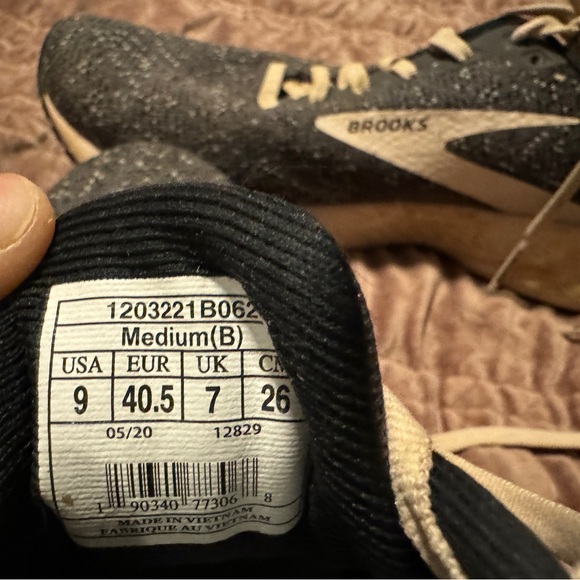 BROOKS
1203221B062
Medium(B)
USA EUR UK CM
9 40.5 7 26
05/20 12829
1 90340 77306 8
MADE IN VIETNAM
FABRIQUE AU VIETNAM